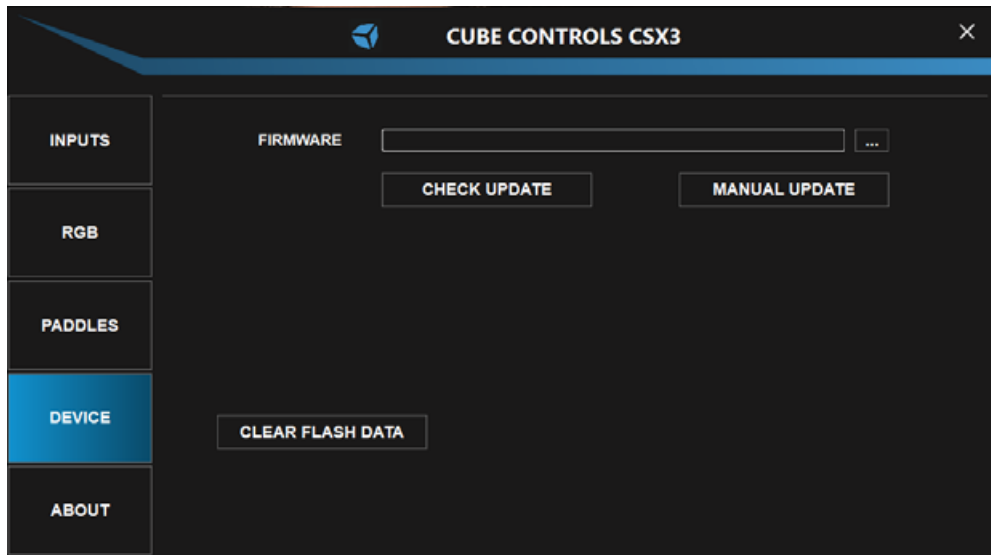 CUBE CONTROLS CSX3
INPUTS
RGB
PADDLES
DEVICE
ABOUT
FIRMWARE ...
CHECK UPDATE MANUAL UPDATE
CLEAR FLASH DATA